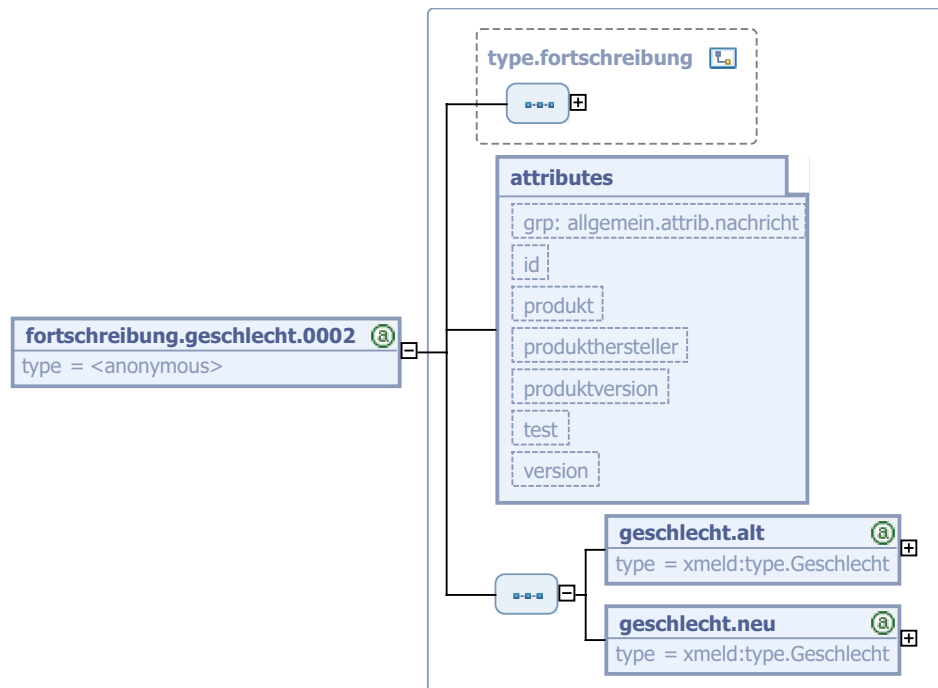 type.fortschreibung
attributes
grp: allgemein.attrib.nachricht
id
produkt
produkthersteller
produktversion
test
version
fortschreibung.geschlecht.0002 a
type = <anonymous>
geschlecht.alt a
type = xmeld:type.Geschlecht
geschlecht.neu a
type = xmeld:type.Geschlecht